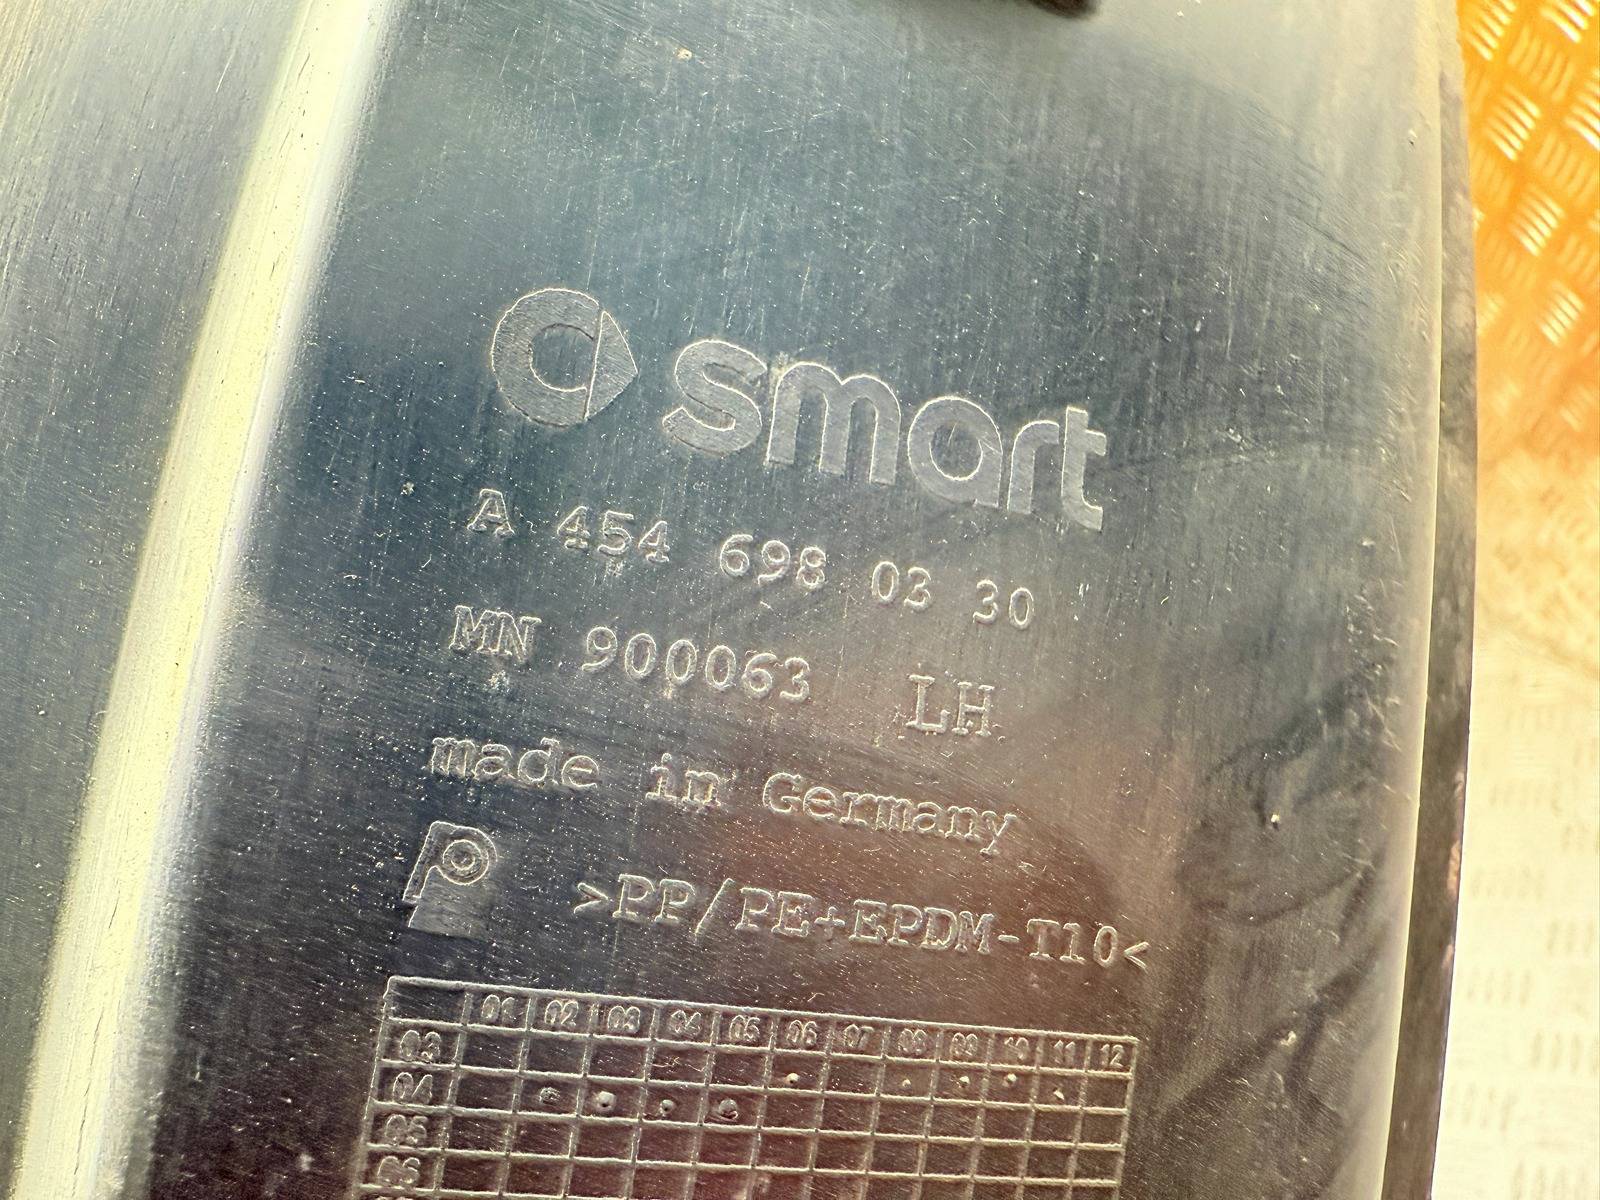 smart
A 454 698 03 30
MN 900063 LH
made in Germany
>PP/PE+EPDM-T10<
01 02 03 04 05 06 07 08 09 10 11 12
03
04
05
06